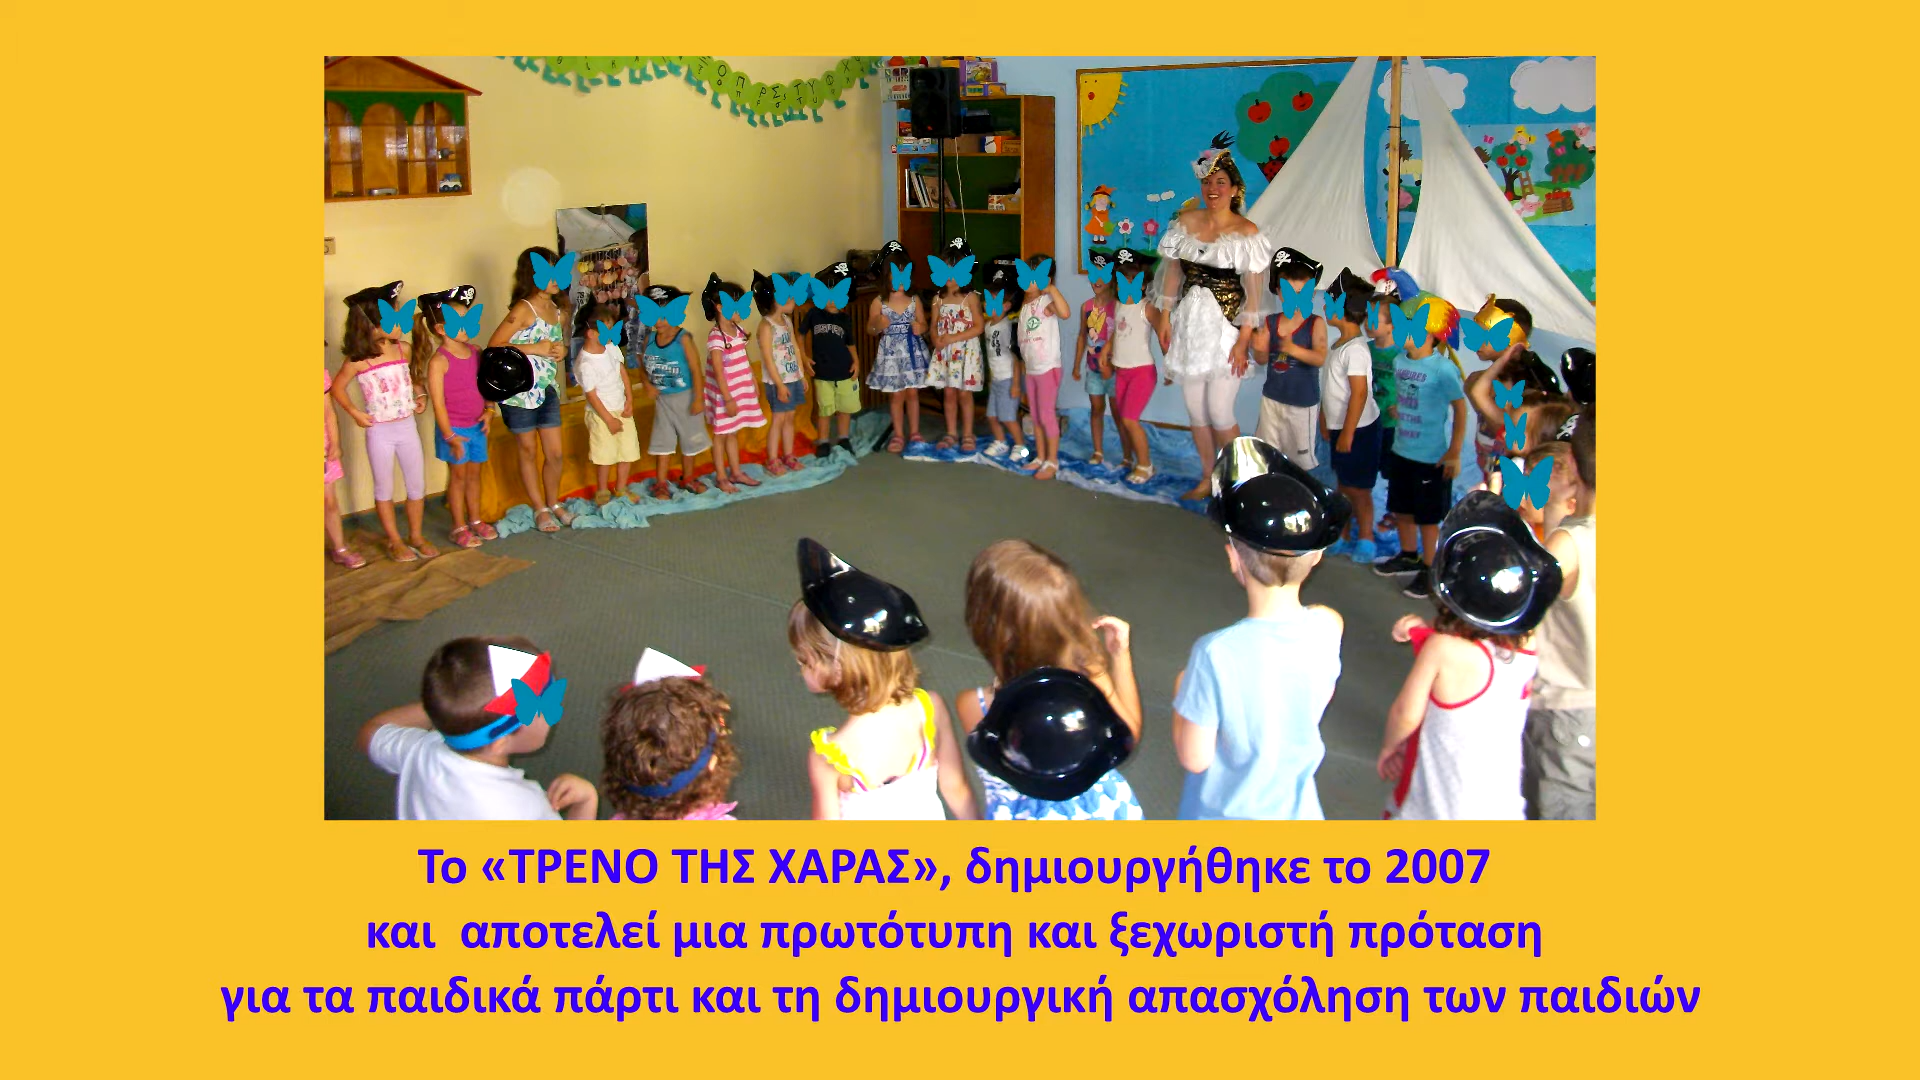 Το «ΤΡΕΝΟ ΤΗΣ ΧΑΡΑΣ», δημιουργήθηκε το 2007
και αποτελεί μια πρωτότυπη και ξεχωριστή πρόταση
για τα παιδικά πάρτι και τη δημιουργική απασχόληση των παιδιών